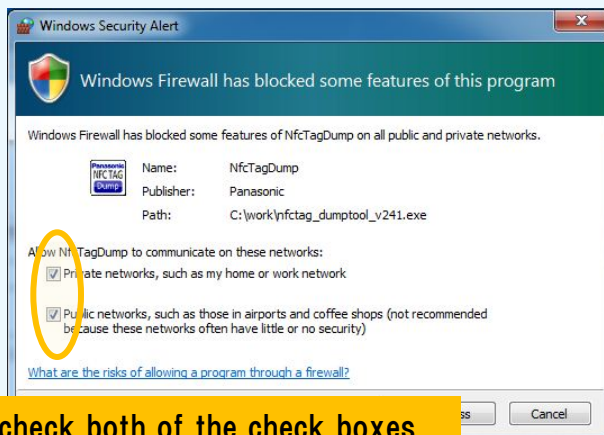 Windows Security Alert
Windows Firewall has blocked some features of this program
Windows Firewall has blocked some features of NfcTagDump on all public and private networks.
Panasonic
NFC TAG
Dump
Name: NfcTagDump
Publisher: Panasonic
Path: C:\work\nfctag_dumptool_v241.exe
Allow NfcTagDump to communicate on these networks:
Private networks, such as my home or work network
Public networks, such as those in airports and coffee shops (not recommended
because these networks often have little or no security)
What are the risks of allowing a program through a firewall?
ss Cancel
check both of the check boxes